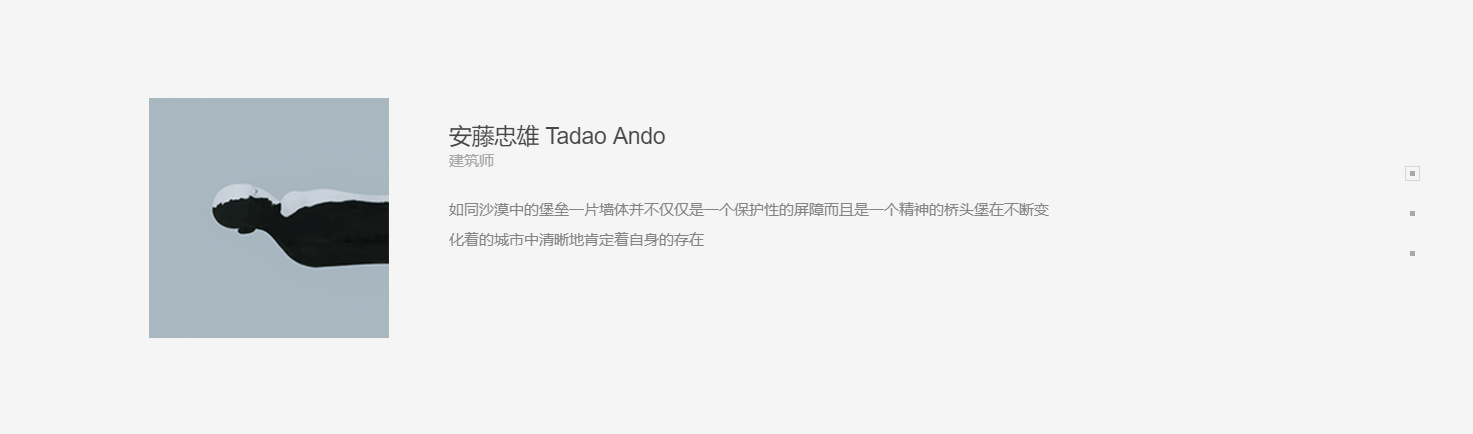 安藤忠雄 Tadao Ando
建筑师
如同沙漠中的堡垒一片墙体并不仅仅是一个保护性的屏障而且是一个精神的桥头堡在不断变
化着的城市中清晰地肯定着自身的存在